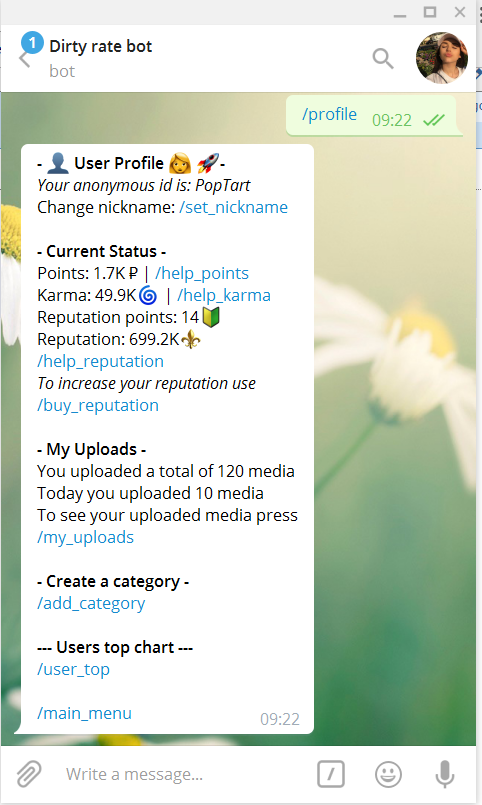 1
Dirty rate bot
bot
/profile 09:22
- 👤 User Profile 👩 🚀 -
Your anonymous id is: PopTart
Change nickname: /set_nickname
- Current Status -
Points: 1.7K ₽ | /help_points
Karma: 49.9K🌀 | /help_karma
Reputation points: 14🔰
Reputation: 699.2K⚜️
/help_reputation
To increase your reputation use
/buy_reputation
- My Uploads -
You uploaded a total of 120 media
Today you uploaded 10 media
To see your uploaded media press
/my_uploads
- Create a category -
/add_category
--- Users top chart ---
/user_top
/main_menu 09:22
Write a message...